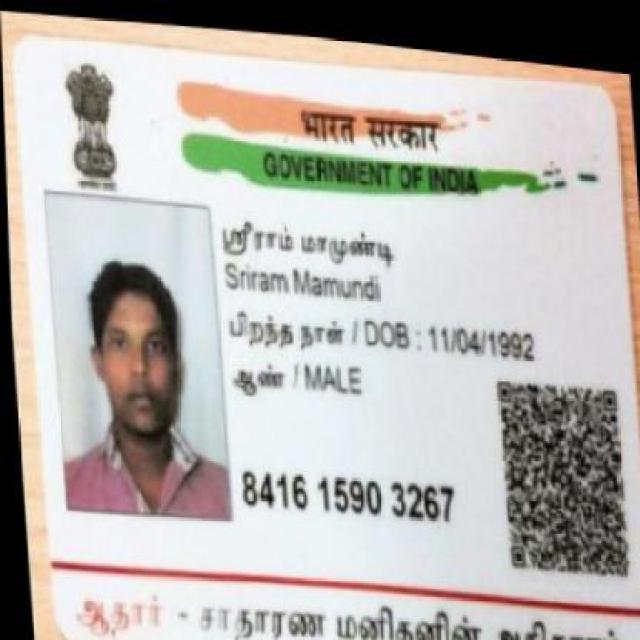 भारत सरकार
GOVERNMENT OF INDIA
ஸ்ரீராம் மாமுண்டி
Sriram Mamundi
பிறந்த நாள் / DOB : 11/04/1992
ஆண் / MALE
8416 1590 3267
ஆதார் - சாதாரண மனிதனின்